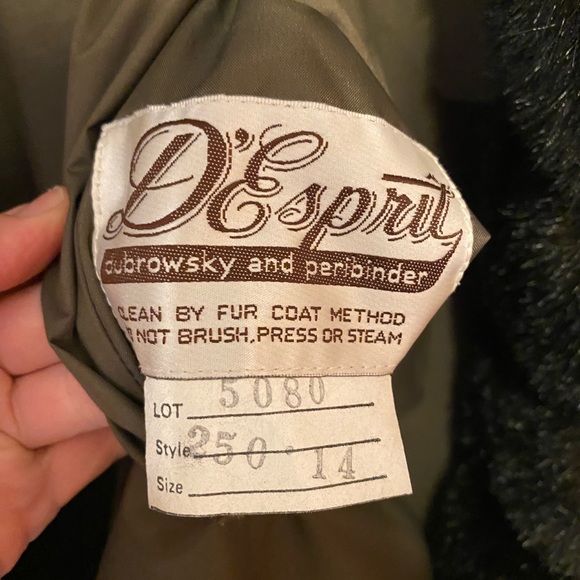 D'Esprit
dubrowsky and peribinder
CLEAN BY FUR COAT METHOD
NOT BRUSH, PRESS OR STEAM
LOT 5080
Style 250 · 14
Size